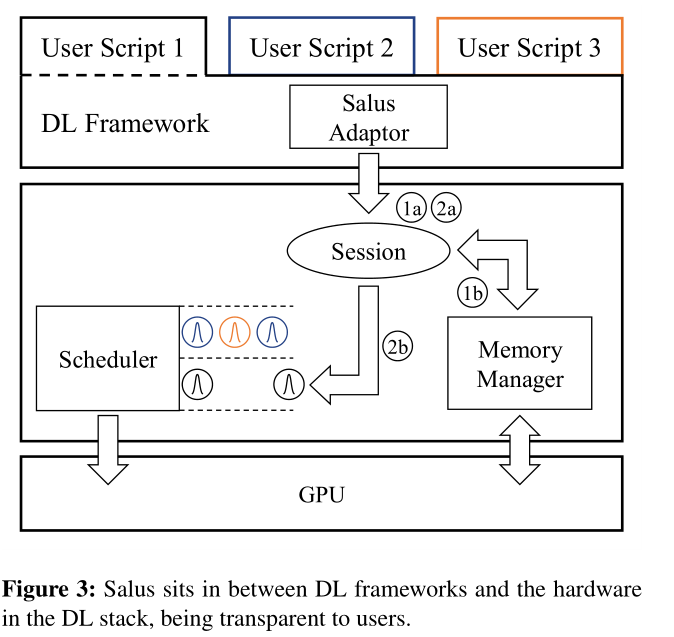 User Script 1
User Script 2
User Script 3
DL Framework
Salus
Adaptor
1a
2a
Session
1b
2b
Scheduler
Memory
Manager
GPU
Figure 3: Salus sits in between DL frameworks and the hardware
in the DL stack, being transparent to users.